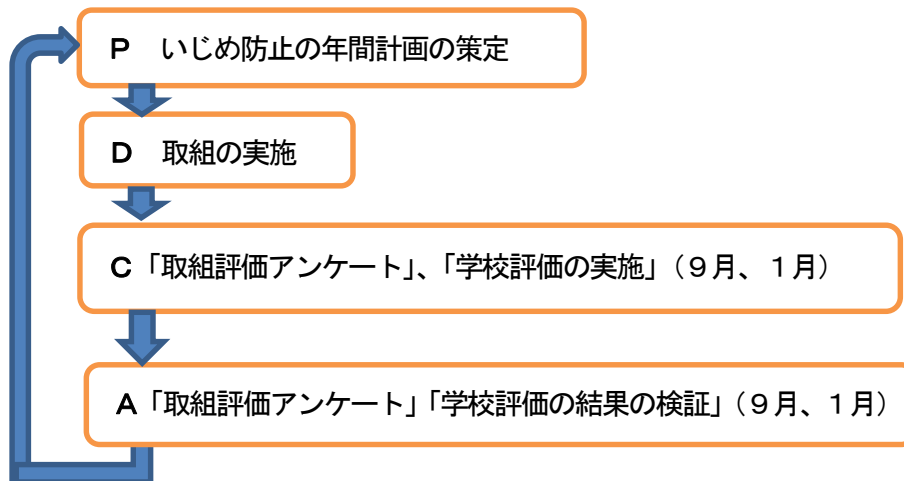 P　いじめ防止の年間計画の策定
D　取組の実施
C「取組評価アンケート」、「学校評価の実施」（９月、１月）
A「取組評価アンケート」「学校評価の結果の検証」（９月、１月）